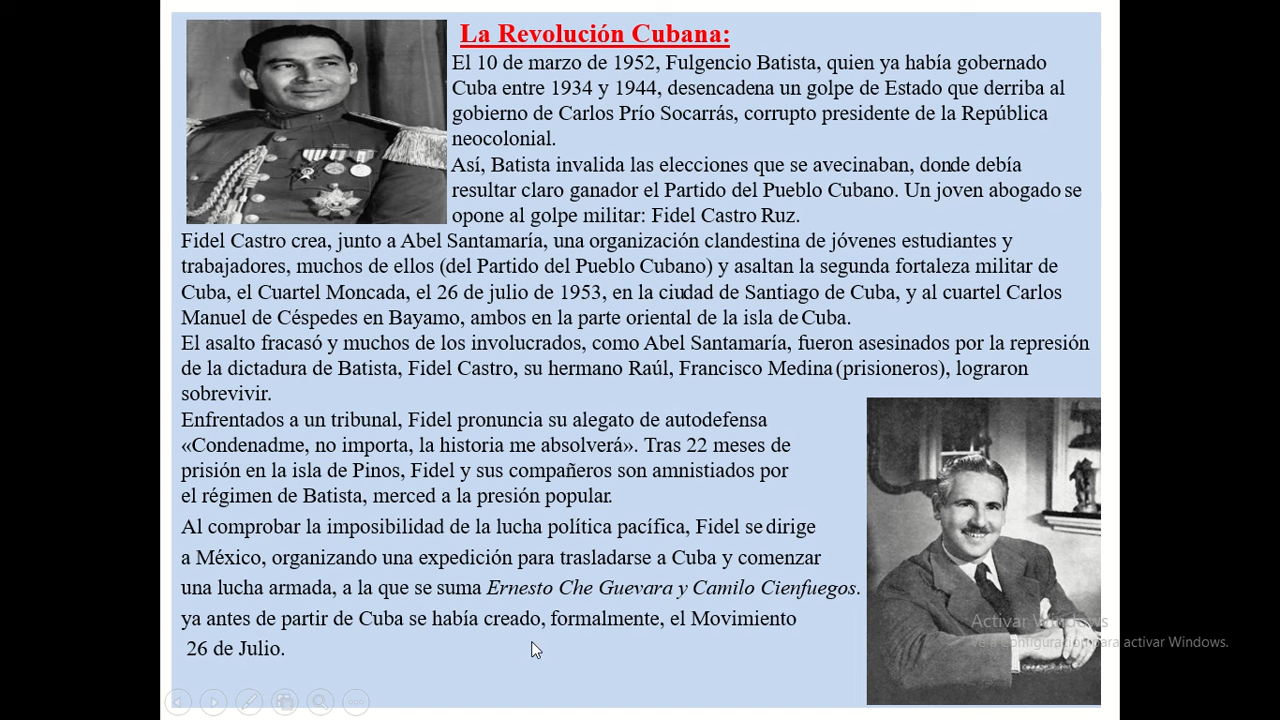 La Revolución Cubana:
El 10 de marzo de 1952, Fulgencio Batista, quien ya había gobernado
Cuba entre 1934 y 1944, desencadena un golpe de Estado que derriba al
gobierno de Carlos Prío Socarrás, corrupto presidente de la República
neocolonial.
Así, Batista invalida las elecciones que se avecinaban, donde debía
resultar claro ganador el Partido del Pueblo Cubano. Un joven abogado se
opone al golpe militar: Fidel Castro Ruz.
Fidel Castro crea, junto a Abel Santamaría, una organización clandestina de jóvenes estudiantes y
trabajadores, muchos de ellos (del Partido del Pueblo Cubano) y asaltan la segunda fortaleza militar de
Cuba, el Cuartel Moncada, el 26 de julio de 1953, en la ciudad de Santiago de Cuba, y al cuartel Carlos
Manuel de Céspedes en Bayamo, ambos en la parte oriental de la isla de Cuba.
El asalto fracasó y muchos de los involucrados, como Abel Santamaría, fueron asesinados por la represión
de la dictadura de Batista, Fidel Castro, su hermano Raúl, Francisco Medina (prisioneros), lograron
sobrevivir.
Enfrentados a un tribunal, Fidel pronuncia su alegato de autodefensa
«Condenadme, no importa, la historia me absolverá». Tras 22 meses de
prisión en la isla de Pinos, Fidel y sus compañeros son amnistiados por
el régimen de Batista, merced a la presión popular.
Al comprobar la imposibilidad de la lucha política pacífica, Fidel se dirige
a México, organizando una expedición para trasladarse a Cuba y comenzar
una lucha armada, a la que se suma Ernesto Che Guevara y Camilo Cienfuegos.
ya antes de partir de Cuba se había creado, formalmente, el Movimiento
26 de Julio.
Activar Windows
Ve a Configuración para activar Windows.